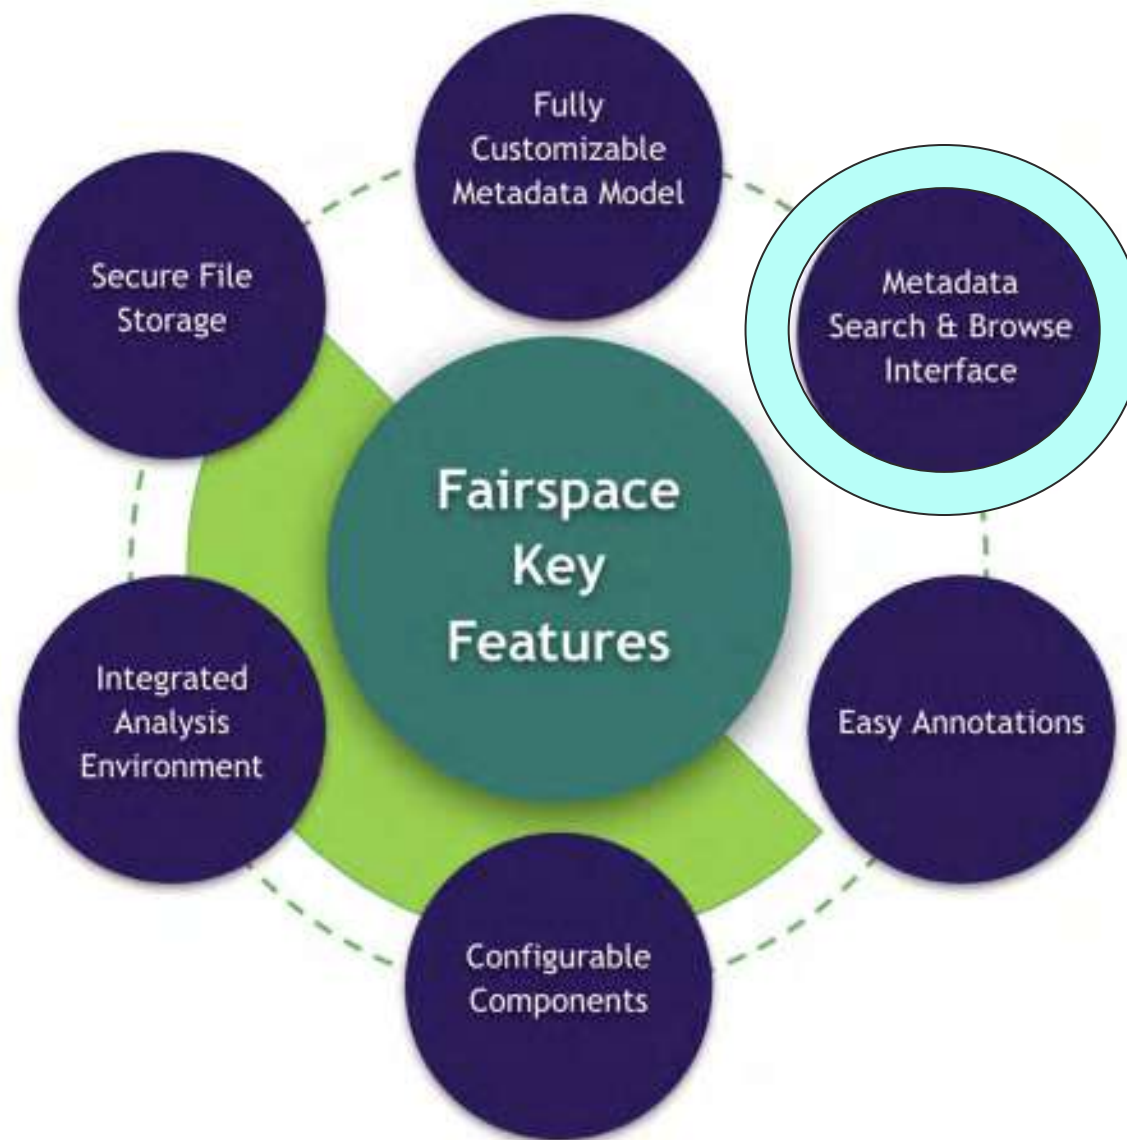 Fully
Customizable
Metadata Model
Metadata
Search & Browse
Interface
Secure File
Storage
Fairspace
Key
Features
Integrated
Analysis
Environment
Easy Annotations
Configurable
Components